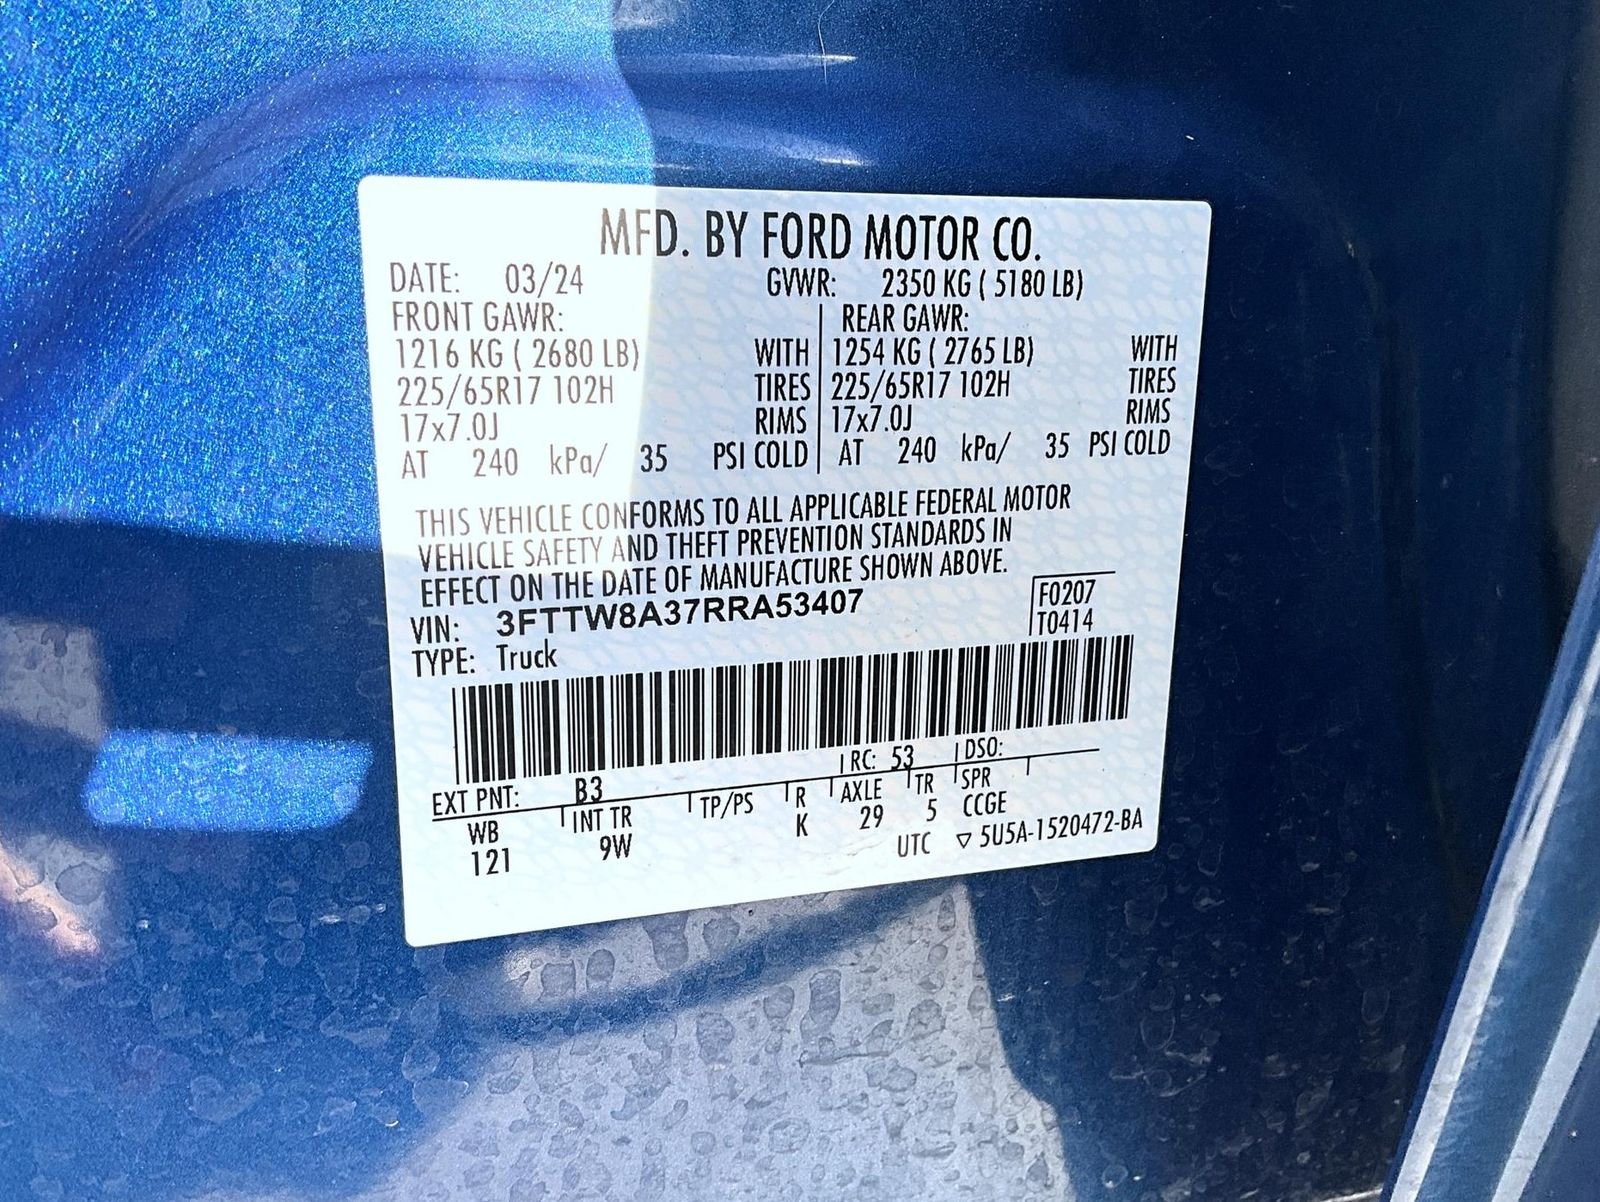 MFD. BY FORD MOTOR CO.
DATE: 03/24 GVWR: 2350 KG ( 5180 LB)
FRONT GAWR: REAR GAWR:
1216 KG ( 2680 LB) WITH 1254 KG ( 2765 LB) WITH
225/65R17 102H TIRES 225/65R17 102H TIRES
17x7.0J RIMS 17x7.0J RIMS
AT 240 kPa/ 35 PSI COLD AT 240 kPa/ 35 PSI COLD
THIS VEHICLE CONFORMS TO ALL APPLICABLE FEDERAL MOTOR
VEHICLE SAFETY AND THEFT PREVENTION STANDARDS IN
EFFECT ON THE DATE OF MANUFACTURE SHOWN ABOVE.
VIN: 3FTTW8A37RRA53407 F0207
TYPE: Truck T0414
EXT PNT: B3 RC: 53 DSO:
WB INT TR TP/PS R AXLE TR SPR
121 9W K 29 5 CCGE
UTC ▽ 5U5A-1520472-BA